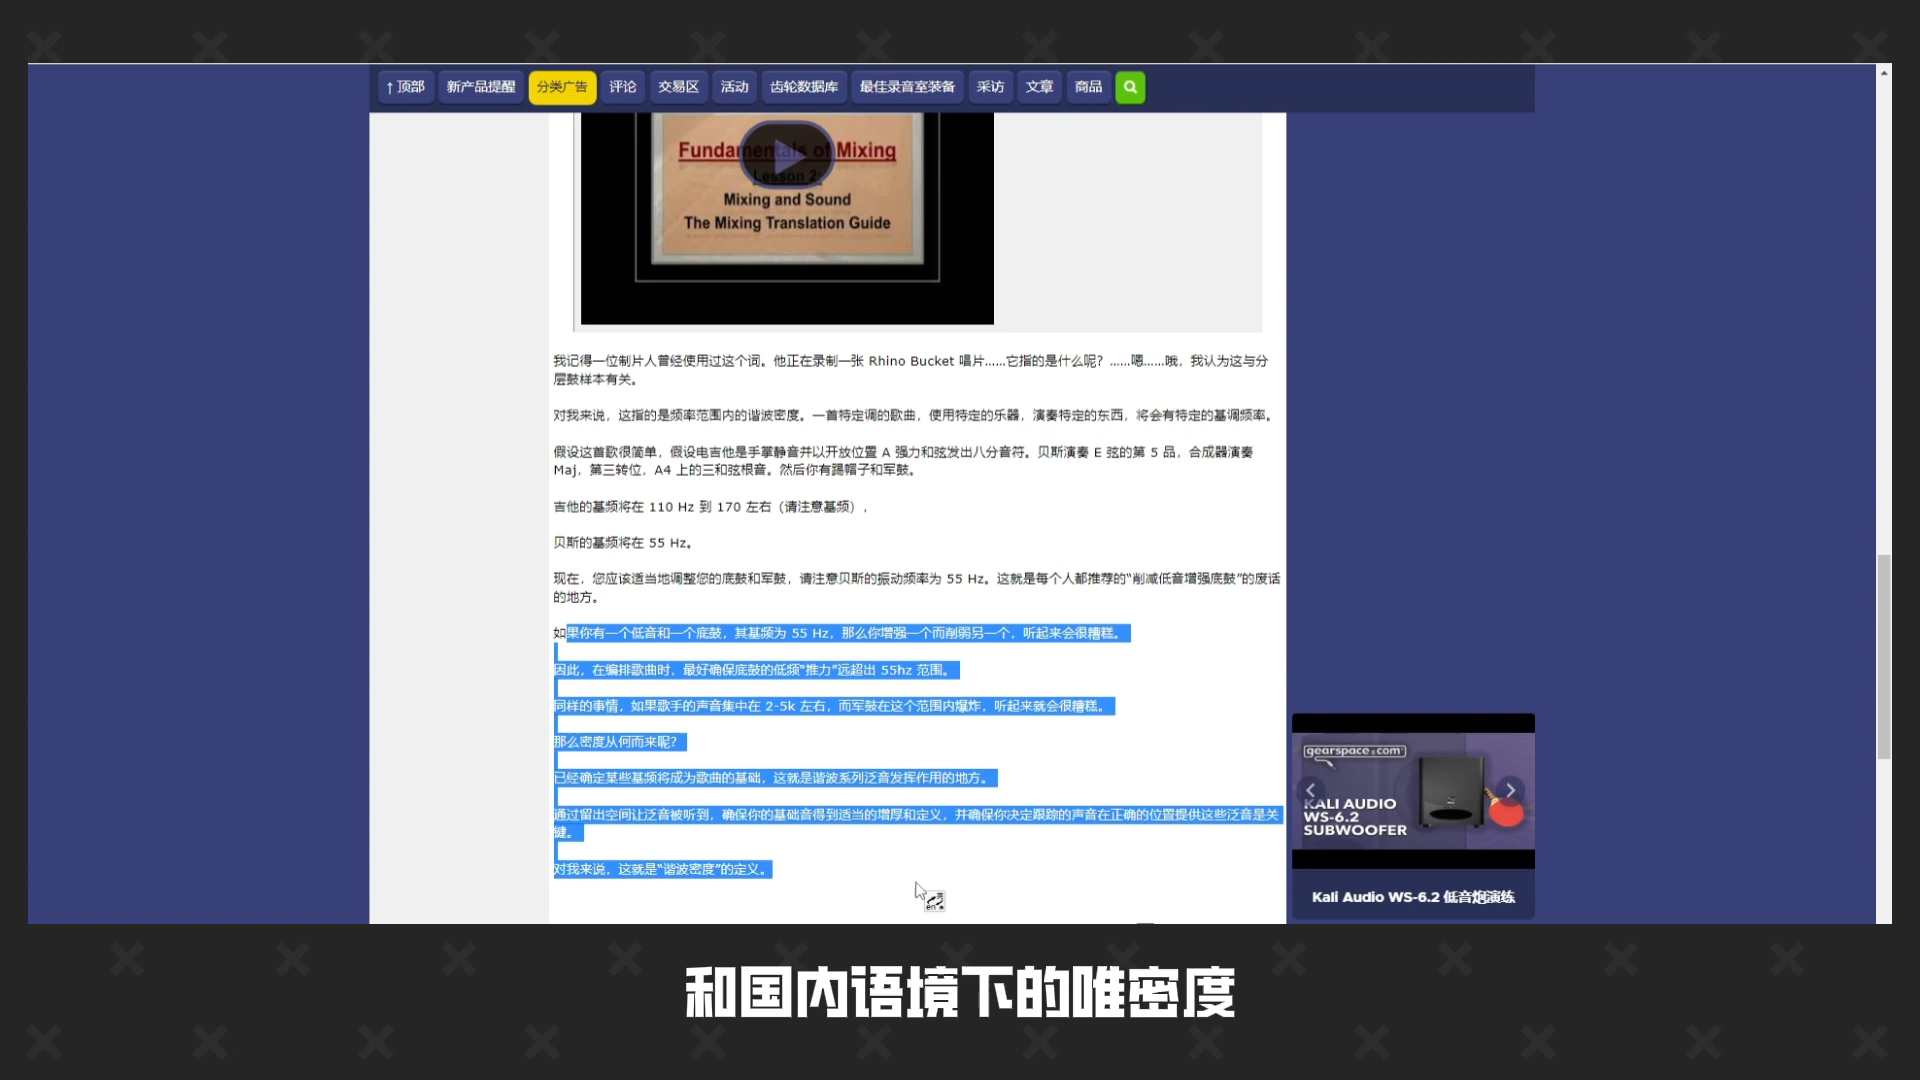 ↑顶部
新产品提醒
分类广告
评论
交易区
活动
齿轮数据库
最佳录音室装备
采访
文章
商品
Fundamentals of Mixing
Lesson 2:
Mixing and Sound
The Mixing Translation Guide
我记得一位制片人曾经使用过这个词。他正在录制一张 Rhino Bucket 唱片……它指的是什么呢？……嗯……哦，我认为这与分
层鼓样本有关。
对我来说，这指的是频率范围内的谐波密度。一首特定调的歌曲，使用特定的乐器，演奏特定的东西，将会有特定的基调频率。
假设这首歌很简单，假设电吉他是手掌静音并以开放位置 A 强力和弦发出八分音符。贝斯演奏 E 弦的第 5 品，合成器演奏
Maj，第三转位，A4 上的三和弦根音。然后你有踢帽子和军鼓。
吉他的基频将在 110 Hz 到 170 左右（请注意基频），
贝斯的基频将在 55 Hz。
现在，您应该适当地调整您的底鼓和军鼓，请注意贝斯的振动频率为 55 Hz。这就是每个人都推荐的“削减低音增强底鼓”的废话
的地方。
如果你有一个低音和一个底鼓，其基频为 55 Hz，那么你增强一个而削弱另一个，听起来会很糟糕。
因此，在编排歌曲时，最好确保底鼓的低频“推力”远超出 55hz 范围。
同样的事情，如果歌手的声音集中在 2-5k 左右，而军鼓在这个范围内爆炸，听起来就会很糟糕。
那么密度从何而来呢？
已经确定某些基频将成为歌曲的基础，这就是谐波系列泛音发挥作用的地方。
通过留出空间让泛音被听到，确保你的基础音得到适当的增厚和定义，并确保你决定跟踪的声音在正确的位置提供这些泛音是关
键。
对我来说，这就是“谐波密度”的定义。
gearspace.com
KALI AUDIO
WS-6.2
SUBWOOFER
Kali Audio WS-6.2 低音炮演练
和国内语境下的唯密度